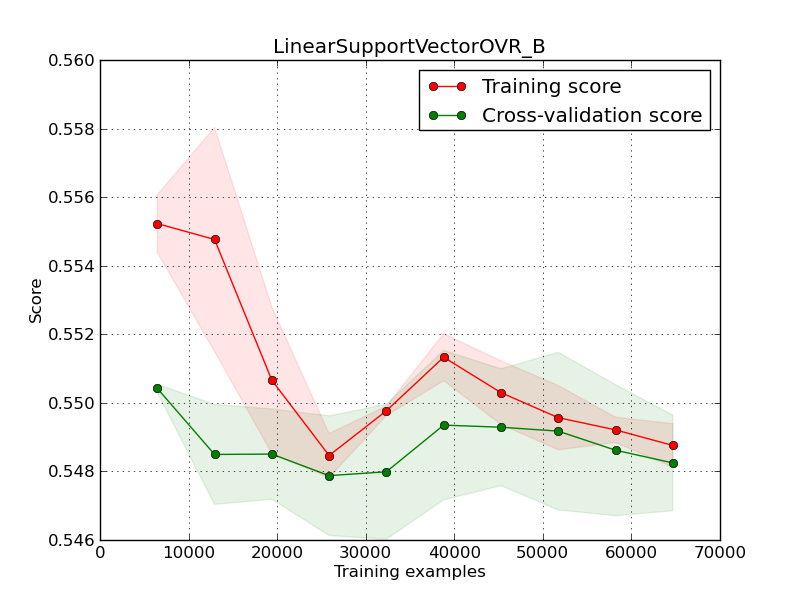 LinearSupportVectorOVR_B
Training score
Cross-validation score
0.560
0.558
0.556
0.554
0.552
0.550
0.548
0.546
Score
0 10000 20000 30000 40000 50000 60000 70000
Training examples